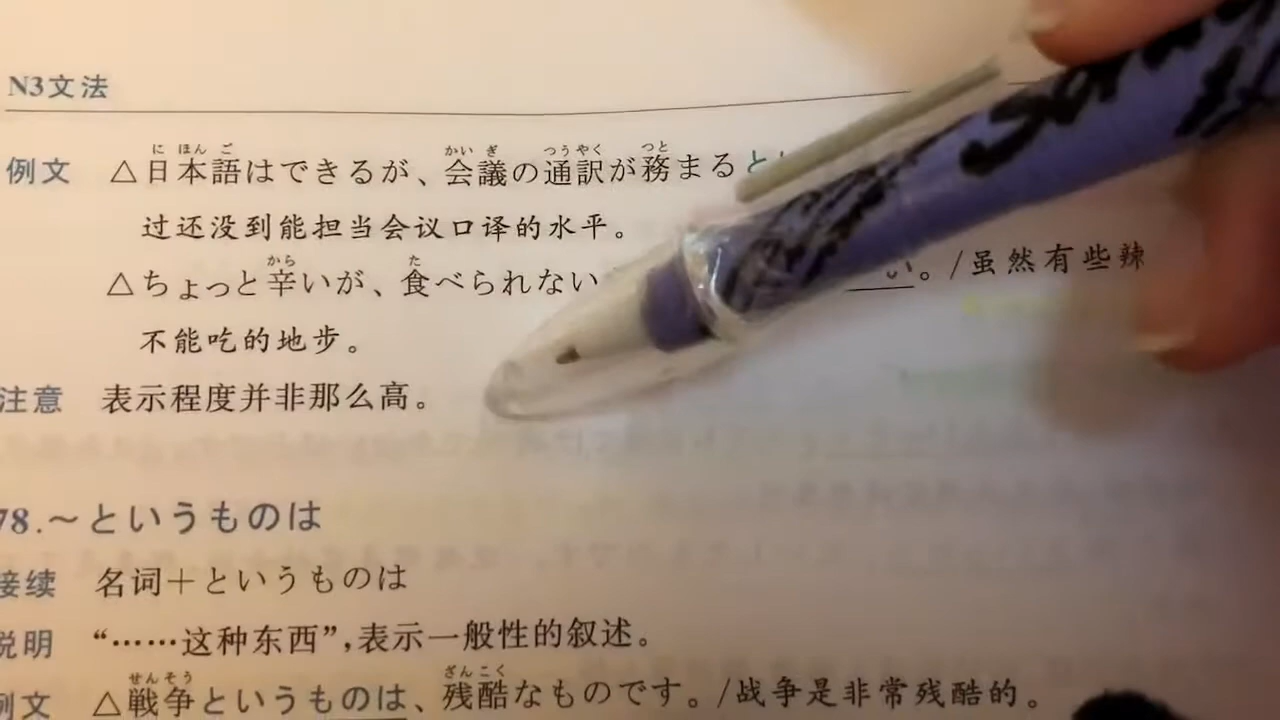 N3文法
例文 △日本語はできるが、会議の通訳が務まると
过还没到能担当会议口译的水平。
△ちょっと辛いが、食べられない い。/虽然有些辣
不能吃的地步。
注意 表示程度并非那么高。
78.~というものは
接续 名词+というものは
说明 “……这种东西”,表示一般性的叙述。
例文 △戦争というものは、残酷なものです。/战争是非常残酷的。